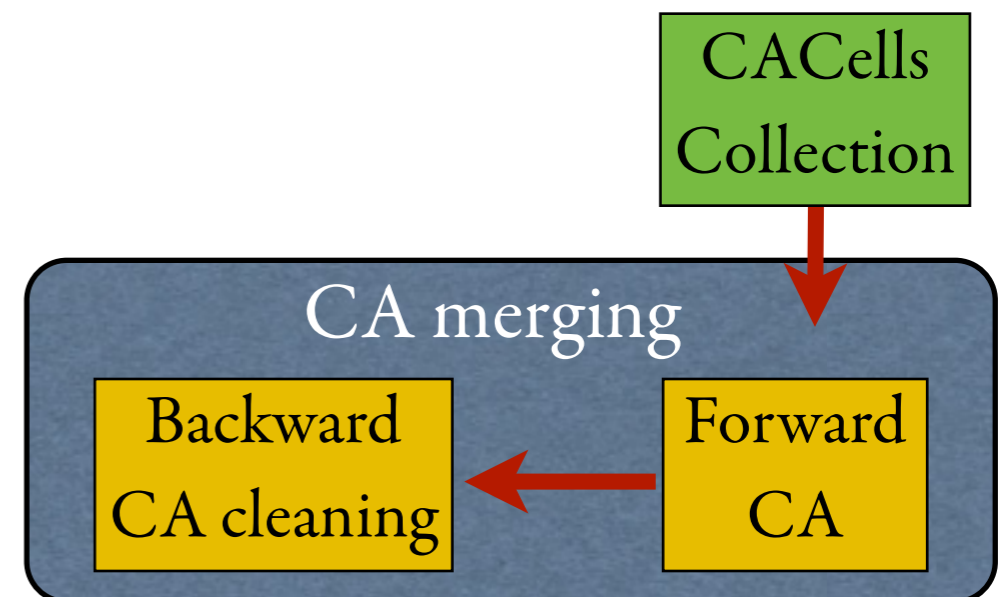 CACells
Collection
CA merging
Backward
CA cleaning
Forward
CA